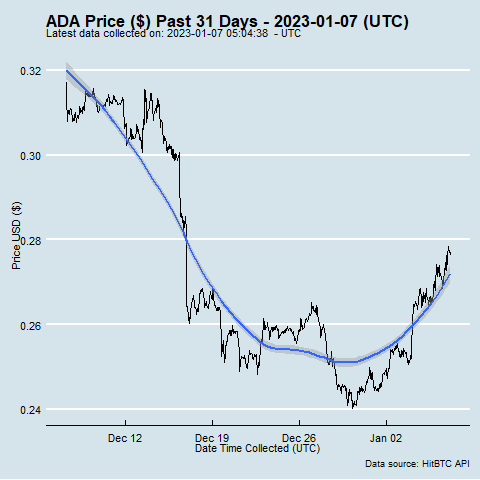 ADA Price ($) Past 31 Days - 2023-01-07 (UTC)
Latest data collected on: 2023-01-07 05:04:38 - UTC
0.32
0.30
0.28
0.26
0.24
Price USD ($)
Dec 12
Dec 19
Dec 26
Jan 02
Date Time Collected (UTC)
Data source: HitBTC API